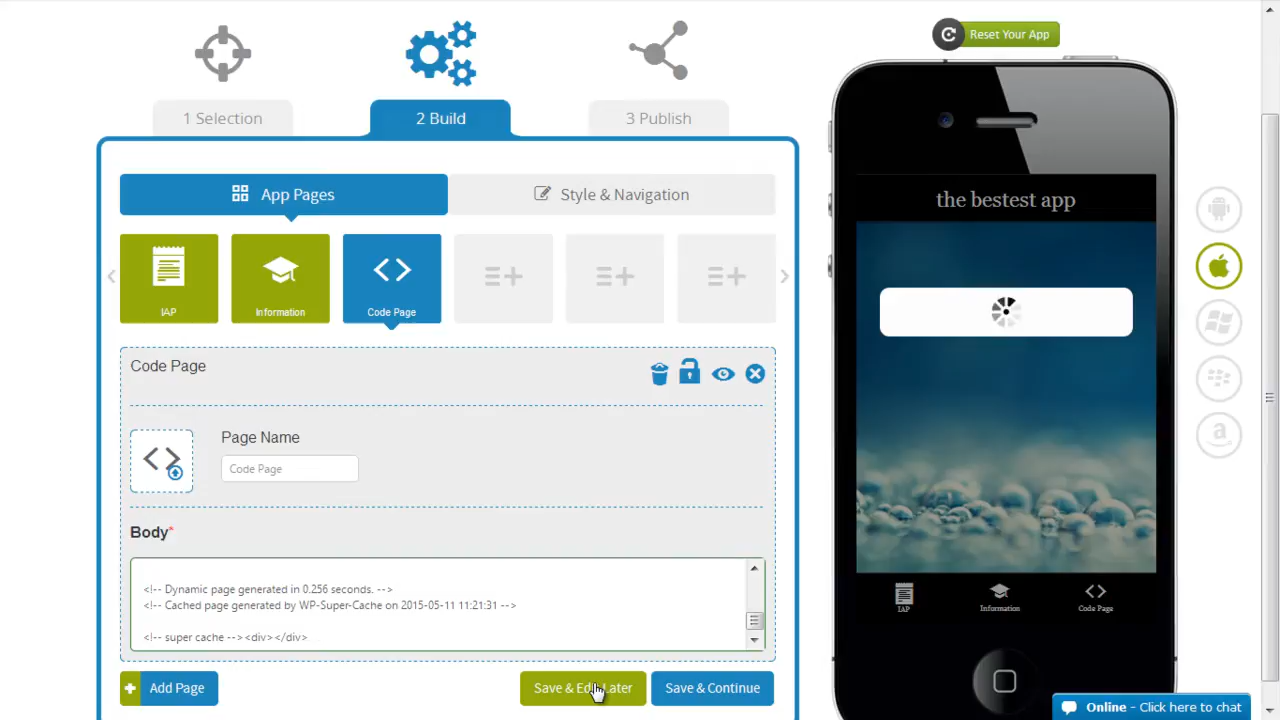 Reset Your App
1 Selection
2 Build
3 Publish
App Pages
Style & Navigation
the bestest app
IAP
Information
Code Page
Code Page
Page Name
Code Page
Body*
<!-- Dynamic page generated in 0.256 seconds. -->
<!-- Cached page generated by WP-Super-Cache on 2015-05-11 11:21:31 -->
<!-- super cache --><div></div>
IAP
Information
Code Page
Add Page
Save & Edit Later
Save & Continue
Online - Click here to chat